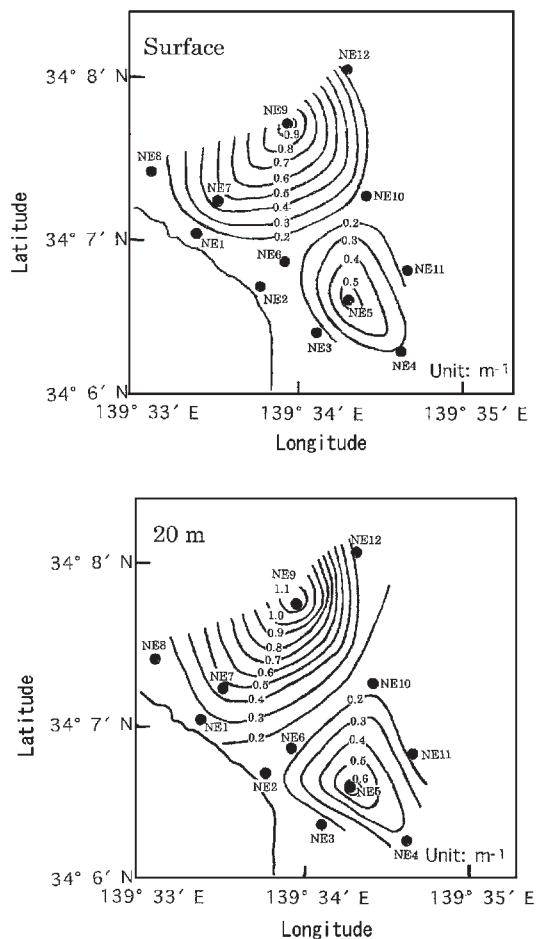 Surface
NE12
34° 8′ N
NE9
0.9
0.8
NE8
0.7
0.6
NE7
0.5
0.4
NE10
0.3
0.2
0.2
34° 7′ N
NE1
NE6
0.3
0.4
NE11
NE2
0.5
NE5
NE3
NE4
Unit: m-1
34° 6′ N
139° 33′ E
139° 34′ E
139° 35′ E
Latitude
Longitude
20 m
NE12
34° 8′ N
NE9
1.1
1.0
0.9
NE8
0.8
0.7
NE7
0.6
0.5
NE10
0.4
0.2
NE1
0.3
0.3
34° 7′ N
NE6
0.2
0.4
NE11
NE2
0.5
0.6
NE5
NE3
NE4
Unit: m-1
34° 6′ N
139° 33′ E
139° 34′ E
139° 35′ E
Latitude
Longitude